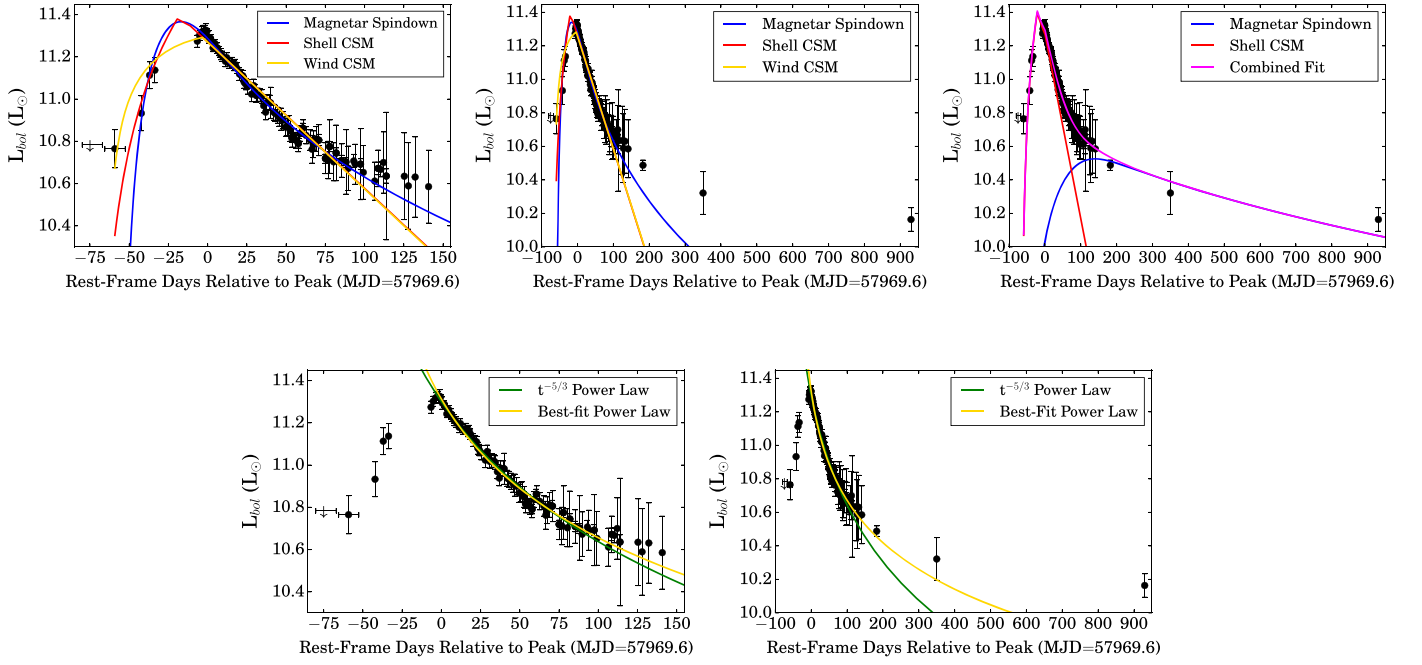 Magnetar Spindown
Shell CSM
Wind CSM
L_bol (L_⊙)
11.4
11.2
11.0
10.8
10.6
10.4
−75 −50 −25 0 25 50 75 100 125 150
Rest-Frame Days Relative to Peak (MJD=57969.6)
Magnetar Spindown
Shell CSM
Wind CSM
L_bol (L_⊙)
11.4
11.2
11.0
10.8
10.6
10.4
10.2
10.0
−100 0 100 200 300 400 500 600 700 800 900
Rest-Frame Days Relative to Peak (MJD=57969.6)
Magnetar Spindown
Shell CSM
Combined Fit
L_bol (L_⊙)
11.4
11.2
11.0
10.8
10.6
10.4
10.2
10.0
−100 0 100 200 300 400 500 600 700 800 900
Rest-Frame Days Relative to Peak (MJD=57969.6)
t^−5/3 Power Law
Best-fit Power Law
L_bol (L_⊙)
11.4
11.2
11.0
10.8
10.6
10.4
−75 −50 −25 0 25 50 75 100 125 150
Rest-Frame Days Relative to Peak (MJD=57969.6)
t^−5/3 Power Law
Best-Fit Power Law
L_bol (L_⊙)
11.4
11.2
11.0
10.8
10.6
10.4
10.2
10.0
−100 0 100 200 300 400 500 600 700 800 900
Rest-Frame Days Relative to Peak (MJD=57969.6)